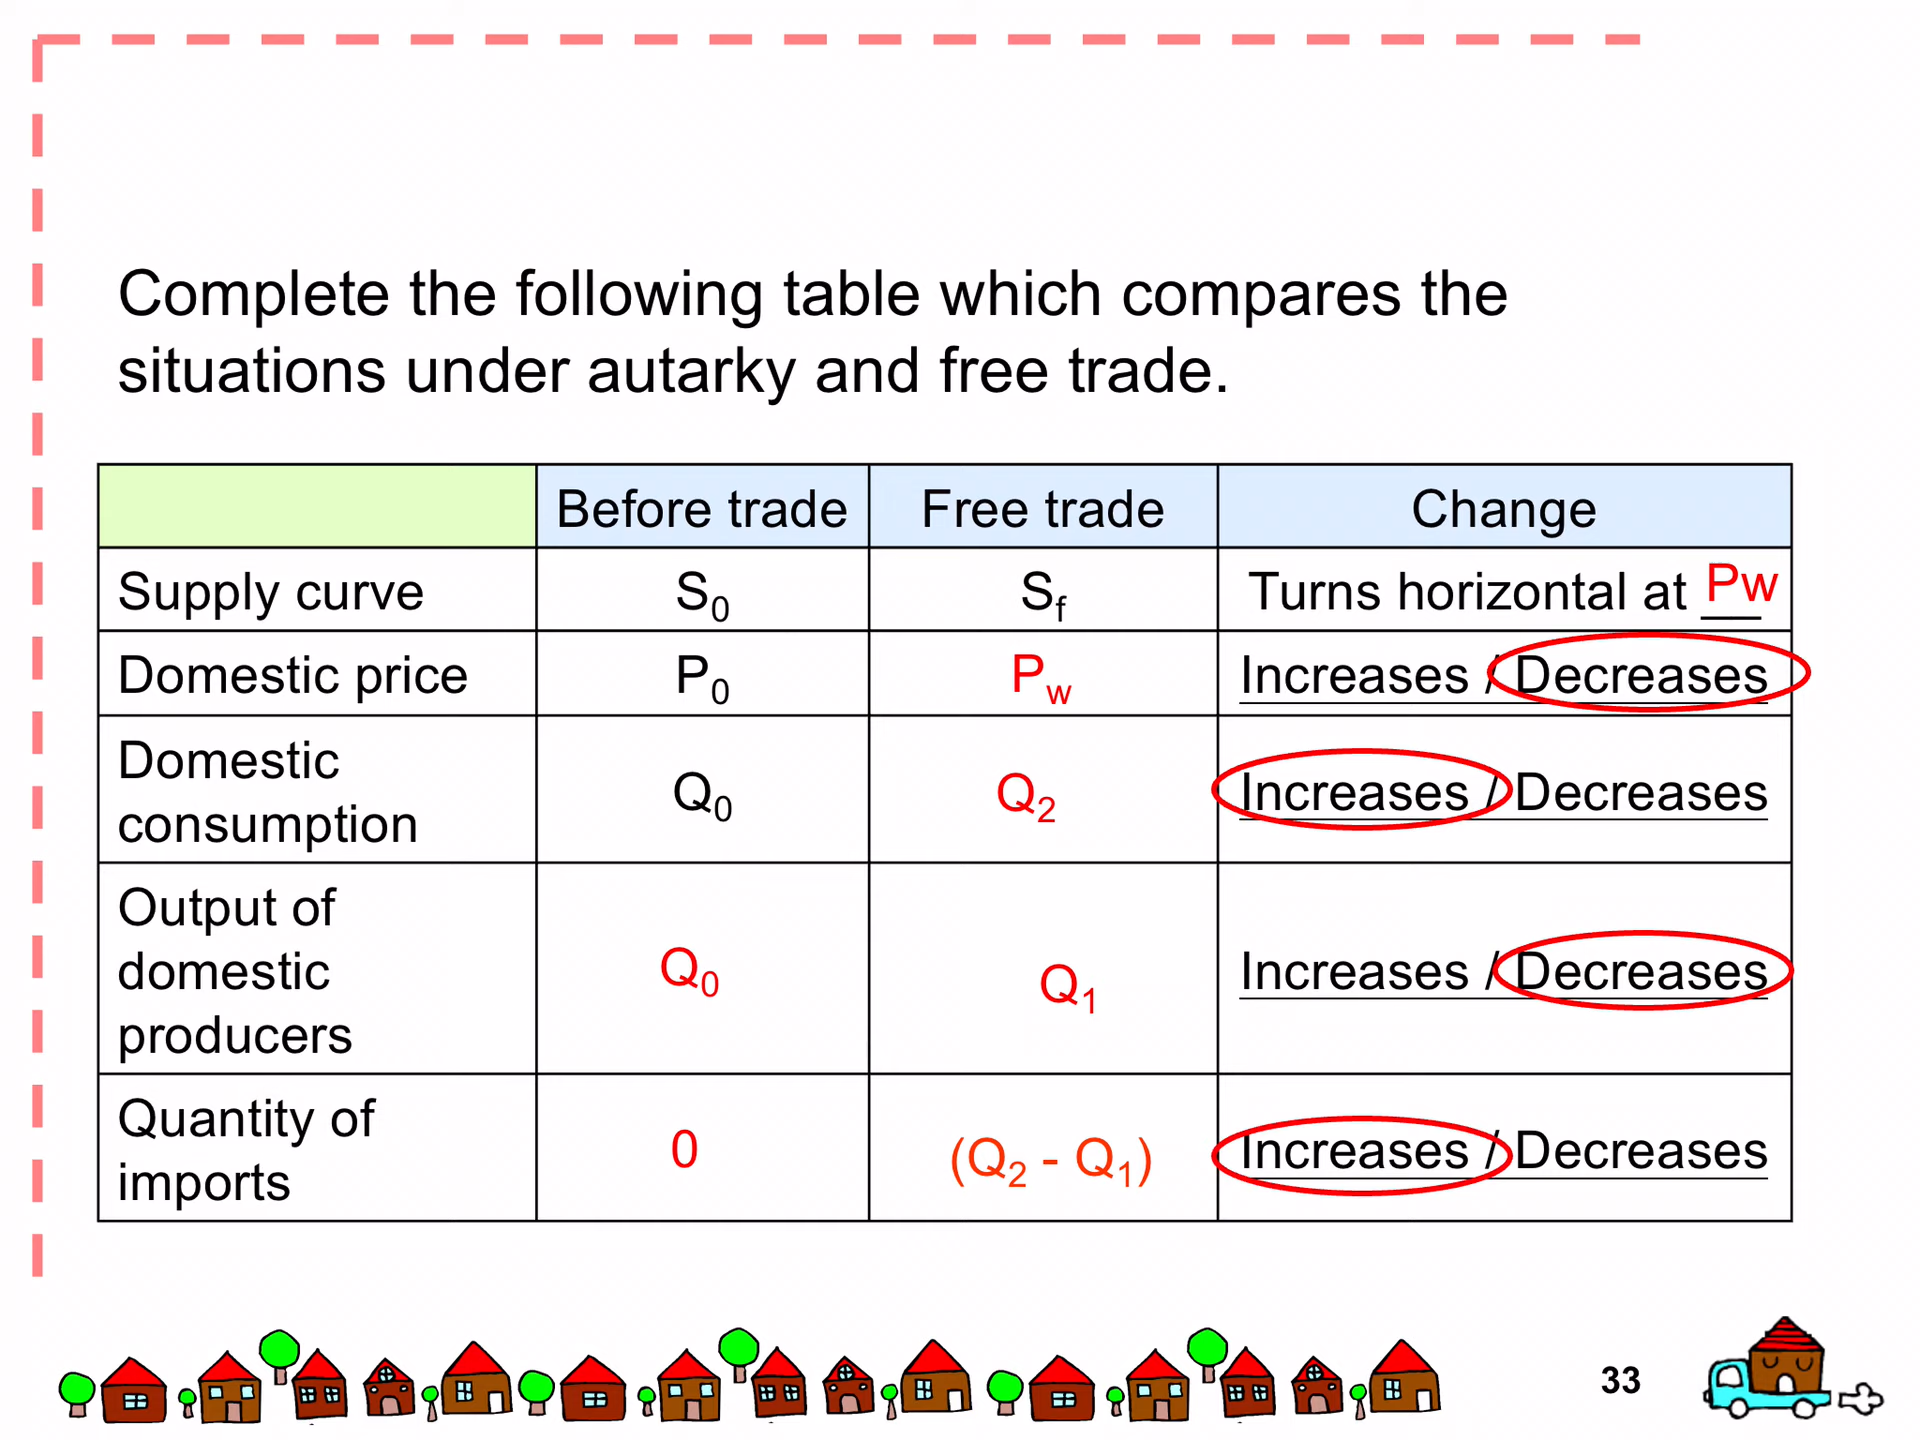 Complete the following table which compares the
situations under autarky and free trade.
Before trade Free trade Change
Supply curve S₀ S_f Turns horizontal at Pw
Domestic price P₀ P_w Increases / Decreases
Domestic
consumption Q₀ Q₂ Increases / Decreases
Output of
domestic
producers Q₀ Q₁ Increases / Decreases
Quantity of
imports 0 (Q₂ - Q₁) Increases / Decreases
33